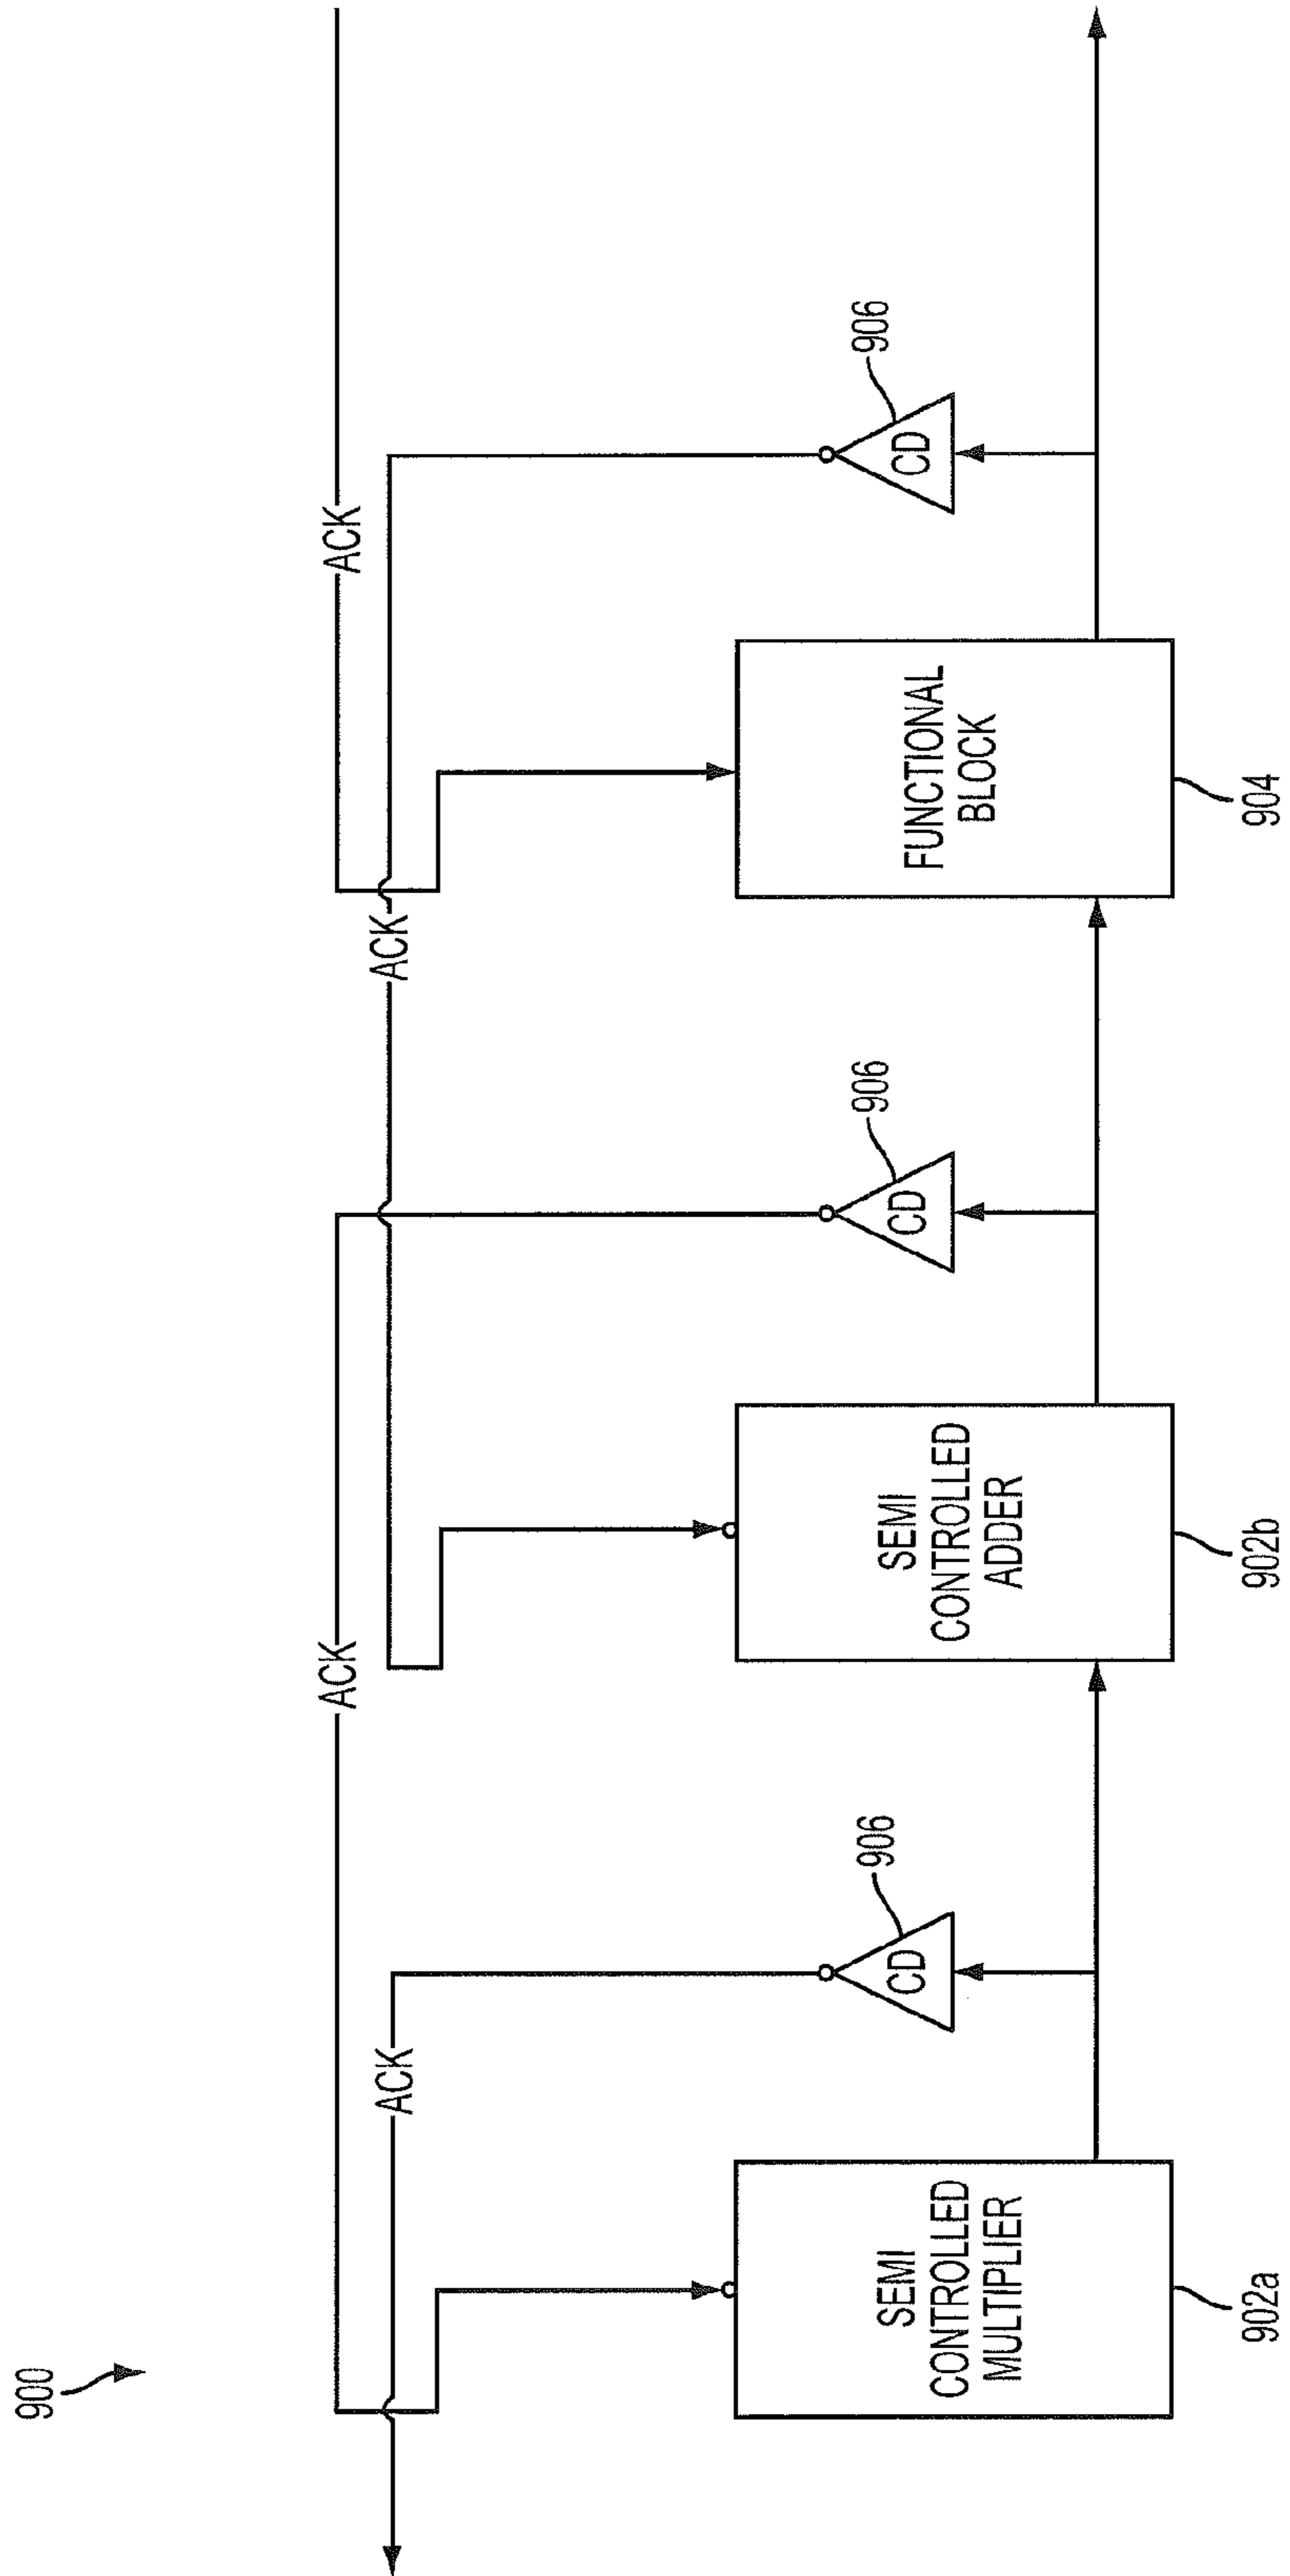 900
ACK
ACK
ACK
ACK
CD
906
CD
906
CD
906
SEMI
CONTROLLED
MULTIPLIER
902a
SEMI
CONTROLLED
ADDER
902b
FUNCTIONAL
BLOCK
904